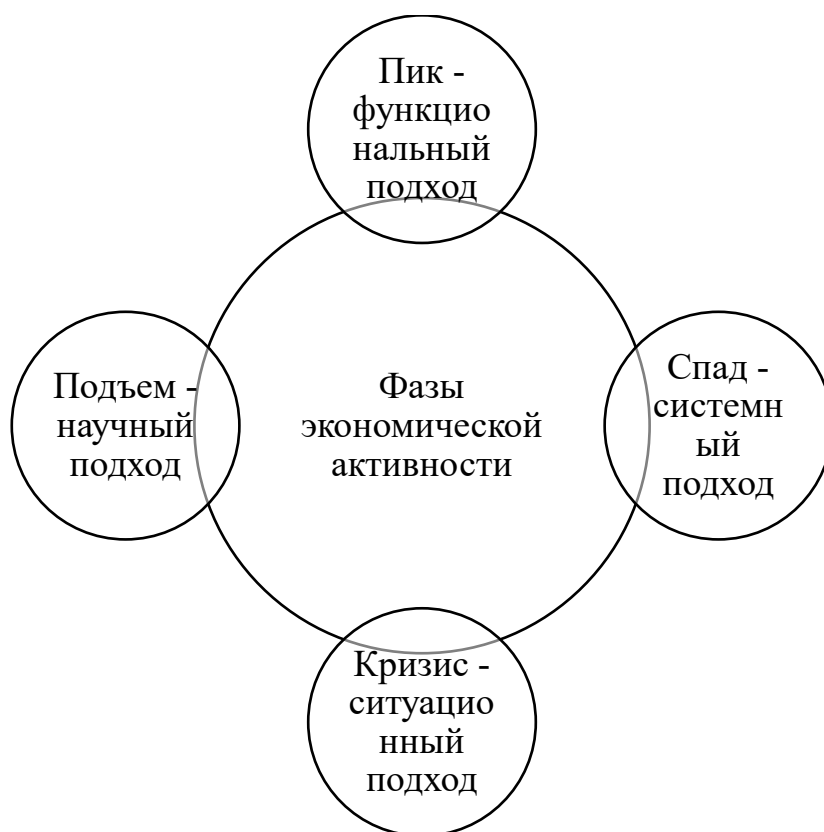 Пик -
функцио
нальный
подход
Подъем -
научный
подход
Фазы
экономической
активности
Спад -
системн
ый
подход
Кризис -
ситуацио
нный
подход